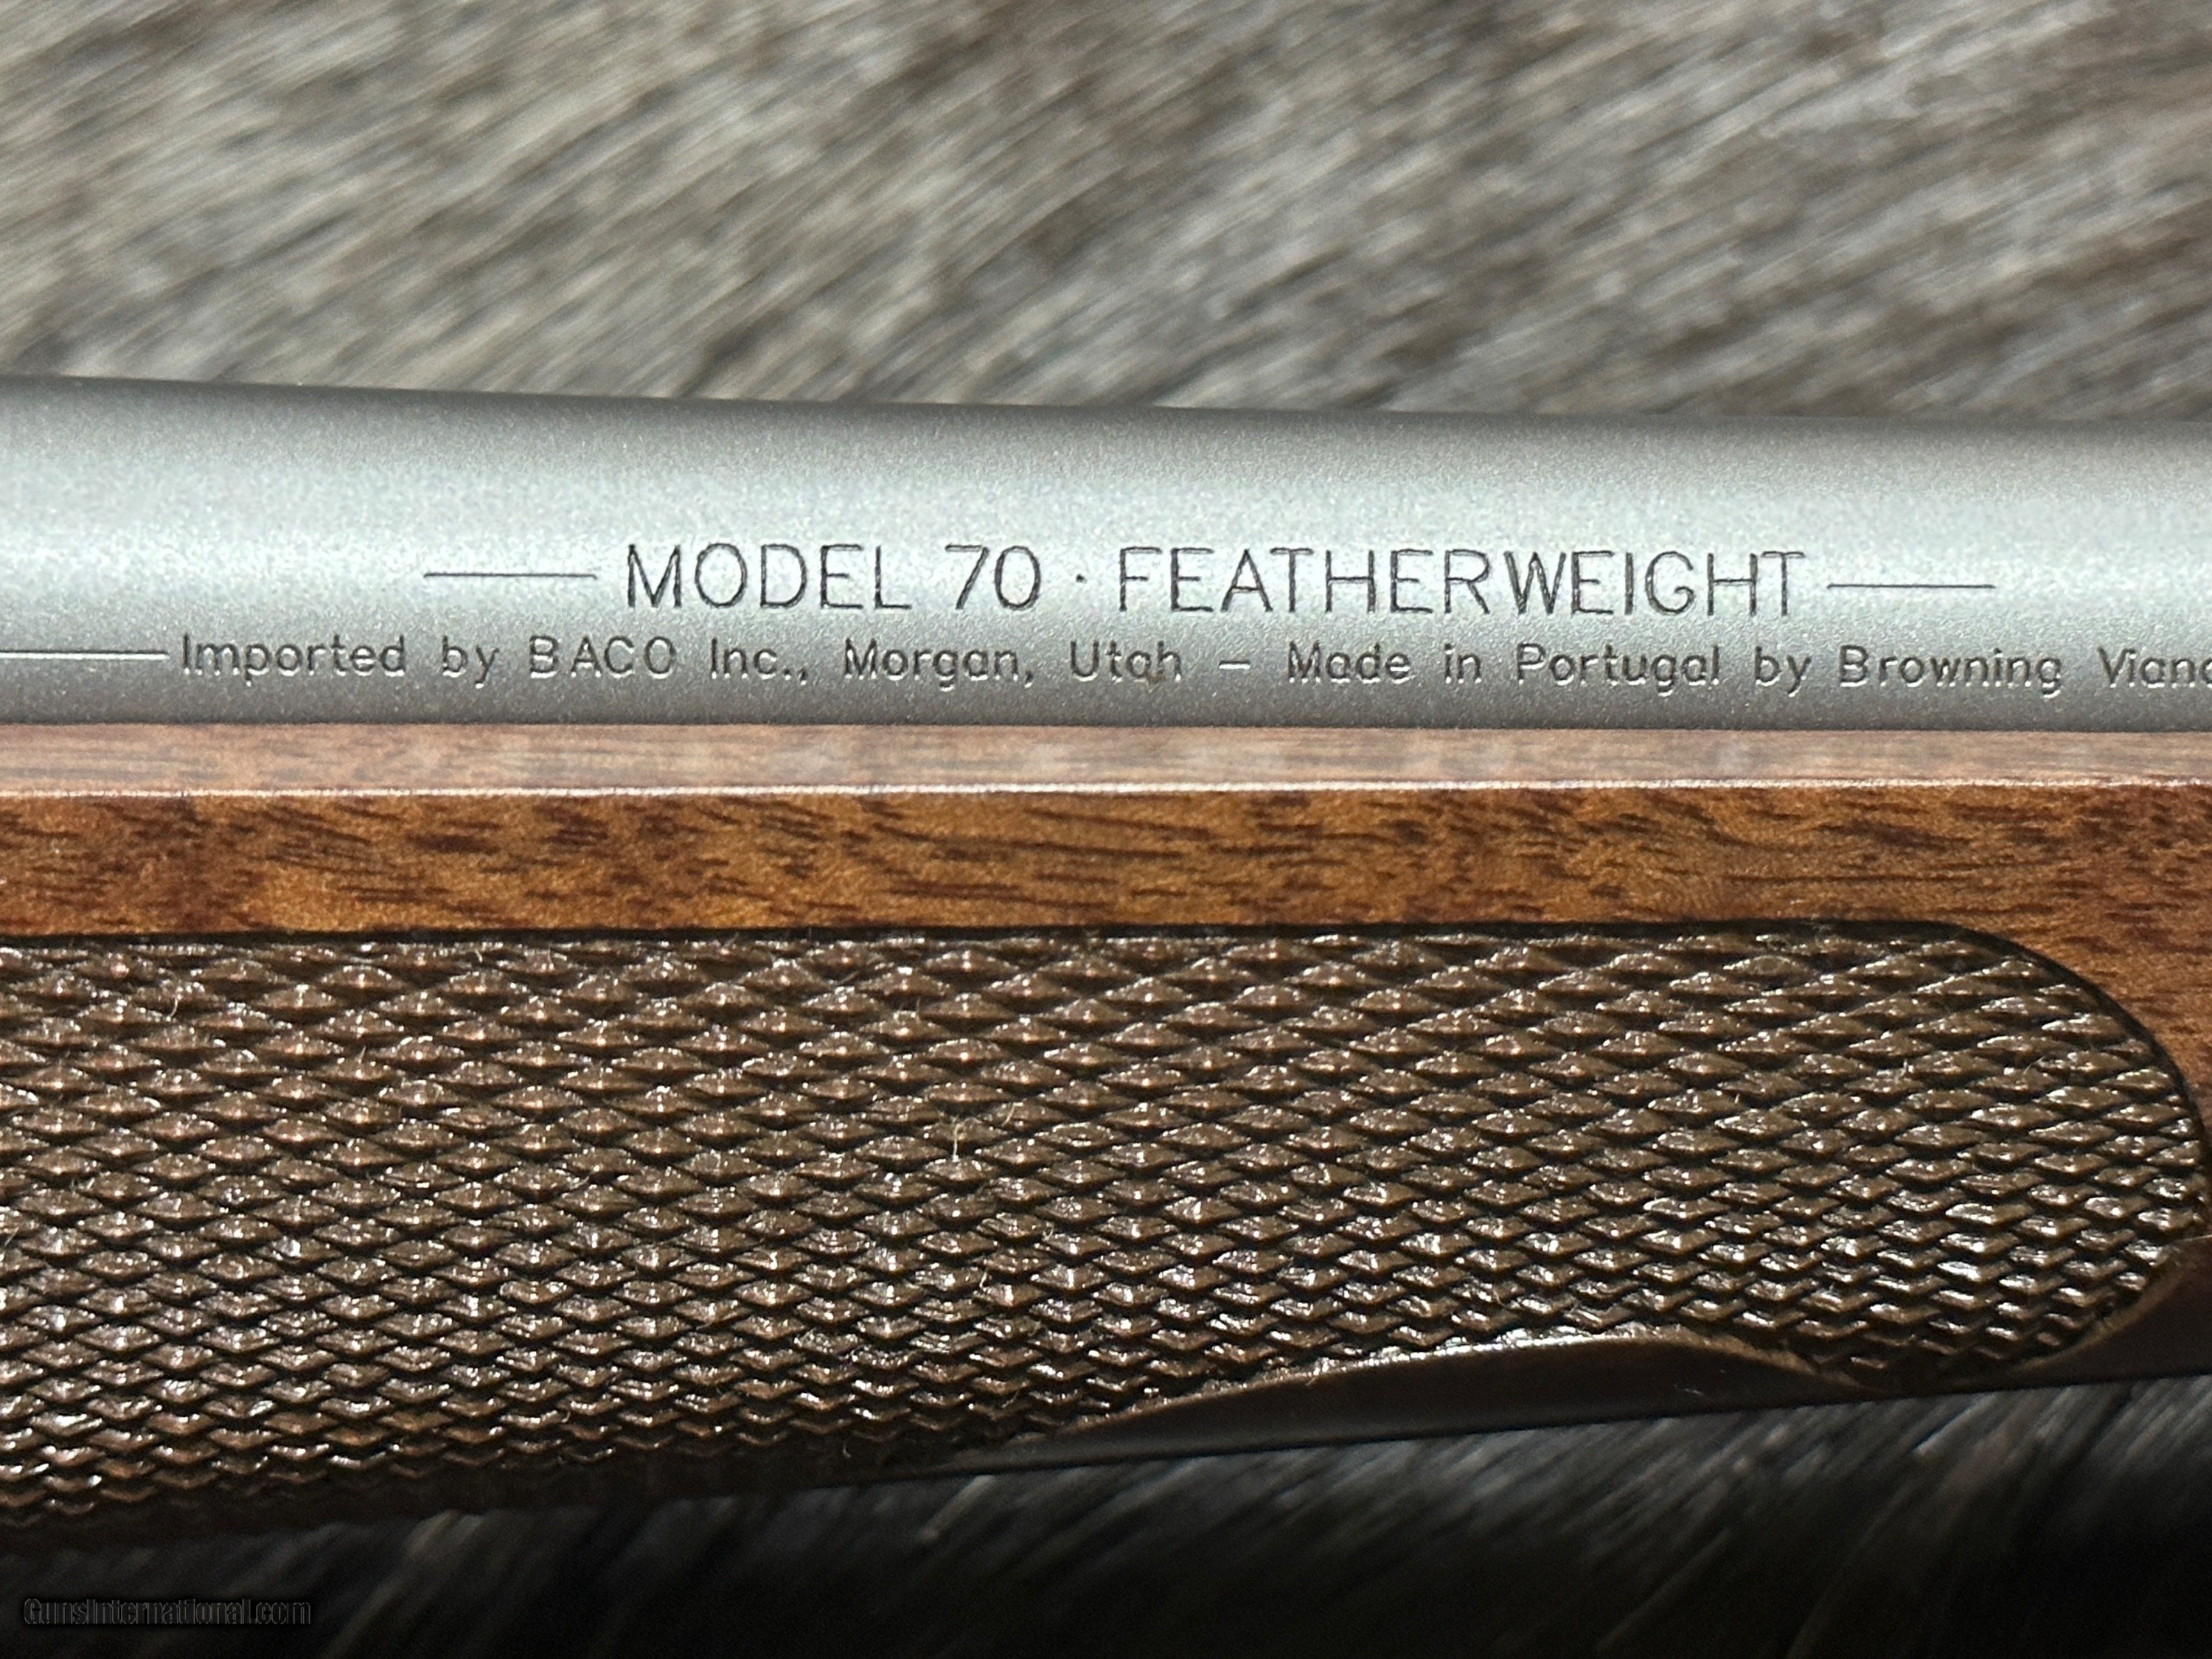 MODEL 70 · FEATHERWEIGHT
Imported by BACO Inc., Morgan, Utah – Made in Portugal by Browning
GunsInternational.com